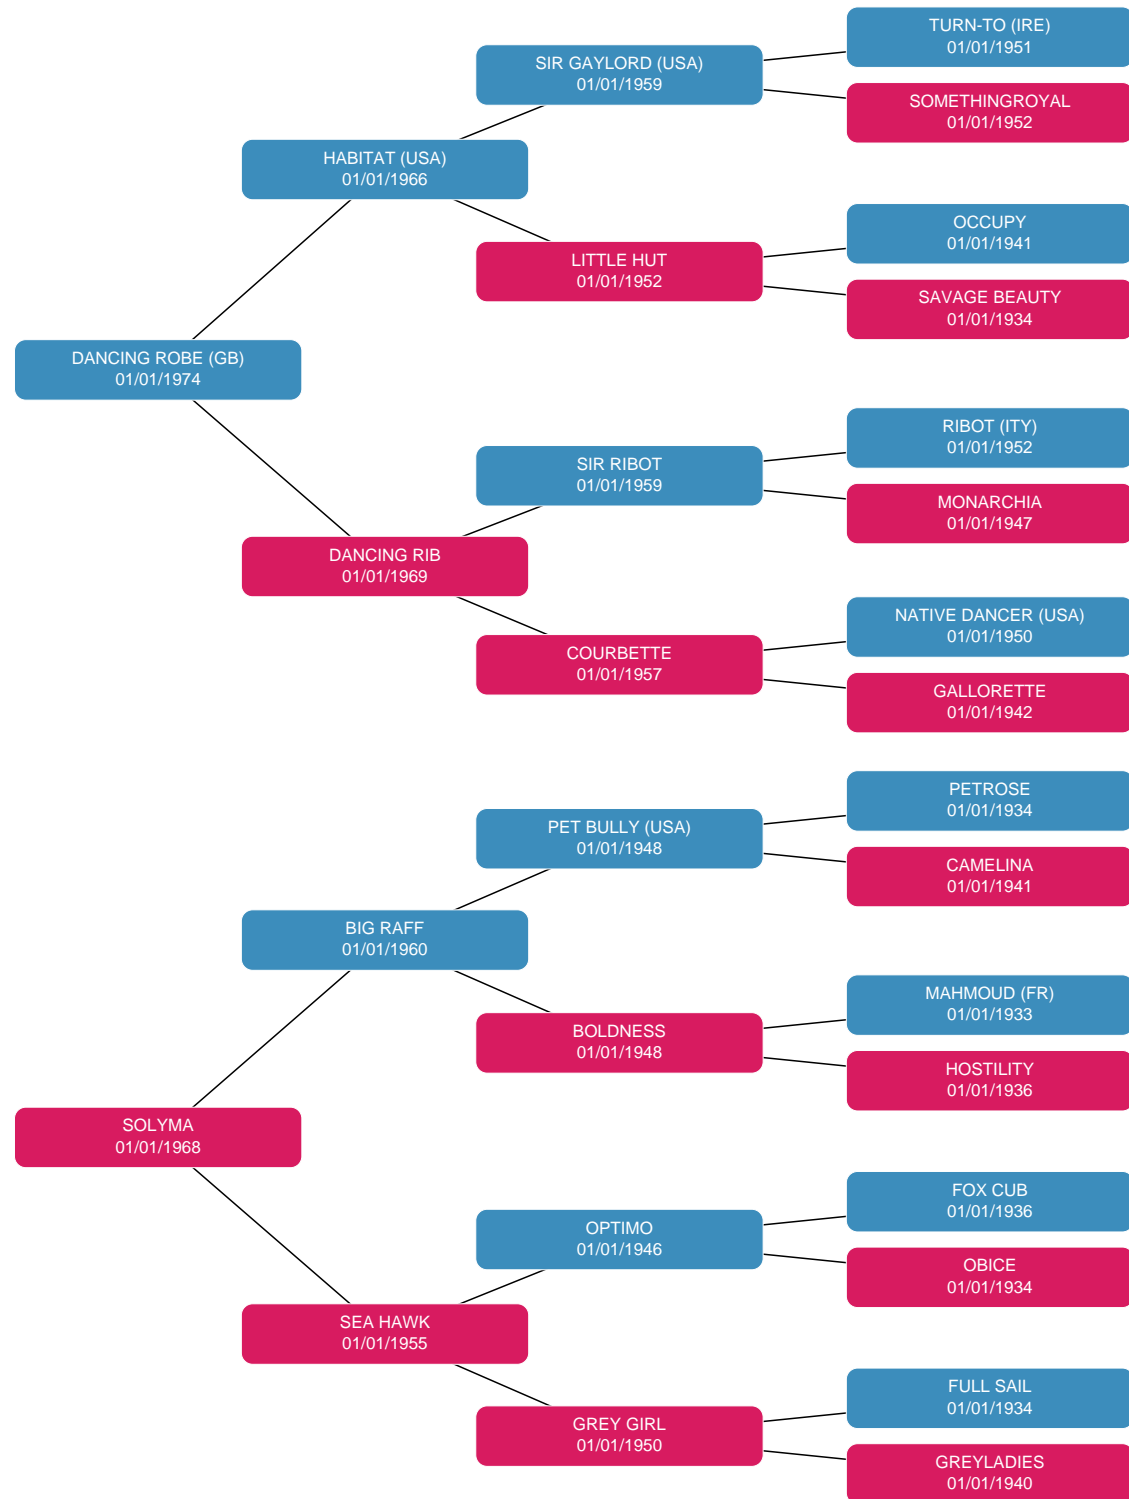 TURN-TO (IRE)
01/01/1951
SIR GAYLORD (USA)
01/01/1959
SOMETHINGROYAL
01/01/1952
HABITAT (USA)
01/01/1966
OCCUPY
01/01/1941
LITTLE HUT
01/01/1952
SAVAGE BEAUTY
01/01/1934
DANCING ROBE (GB)
01/01/1974
RIBOT (ITY)
01/01/1952
SIR RIBOT
01/01/1959
MONARCHIA
01/01/1947
DANCING RIB
01/01/1969
NATIVE DANCER (USA)
01/01/1950
COURBETTE
01/01/1957
GALLORETTE
01/01/1942
PETROSE
01/01/1934
PET BULLY (USA)
01/01/1948
CAMELINA
01/01/1941
BIG RAFF
01/01/1960
MAHMOUD (FR)
01/01/1933
BOLDNESS
01/01/1948
HOSTILITY
01/01/1936
SOLYMA
01/01/1968
FOX CUB
01/01/1936
OPTIMO
01/01/1946
OBICE
01/01/1934
SEA HAWK
01/01/1955
FULL SAIL
01/01/1934
GREY GIRL
01/01/1950
GREYLADIES
01/01/1940